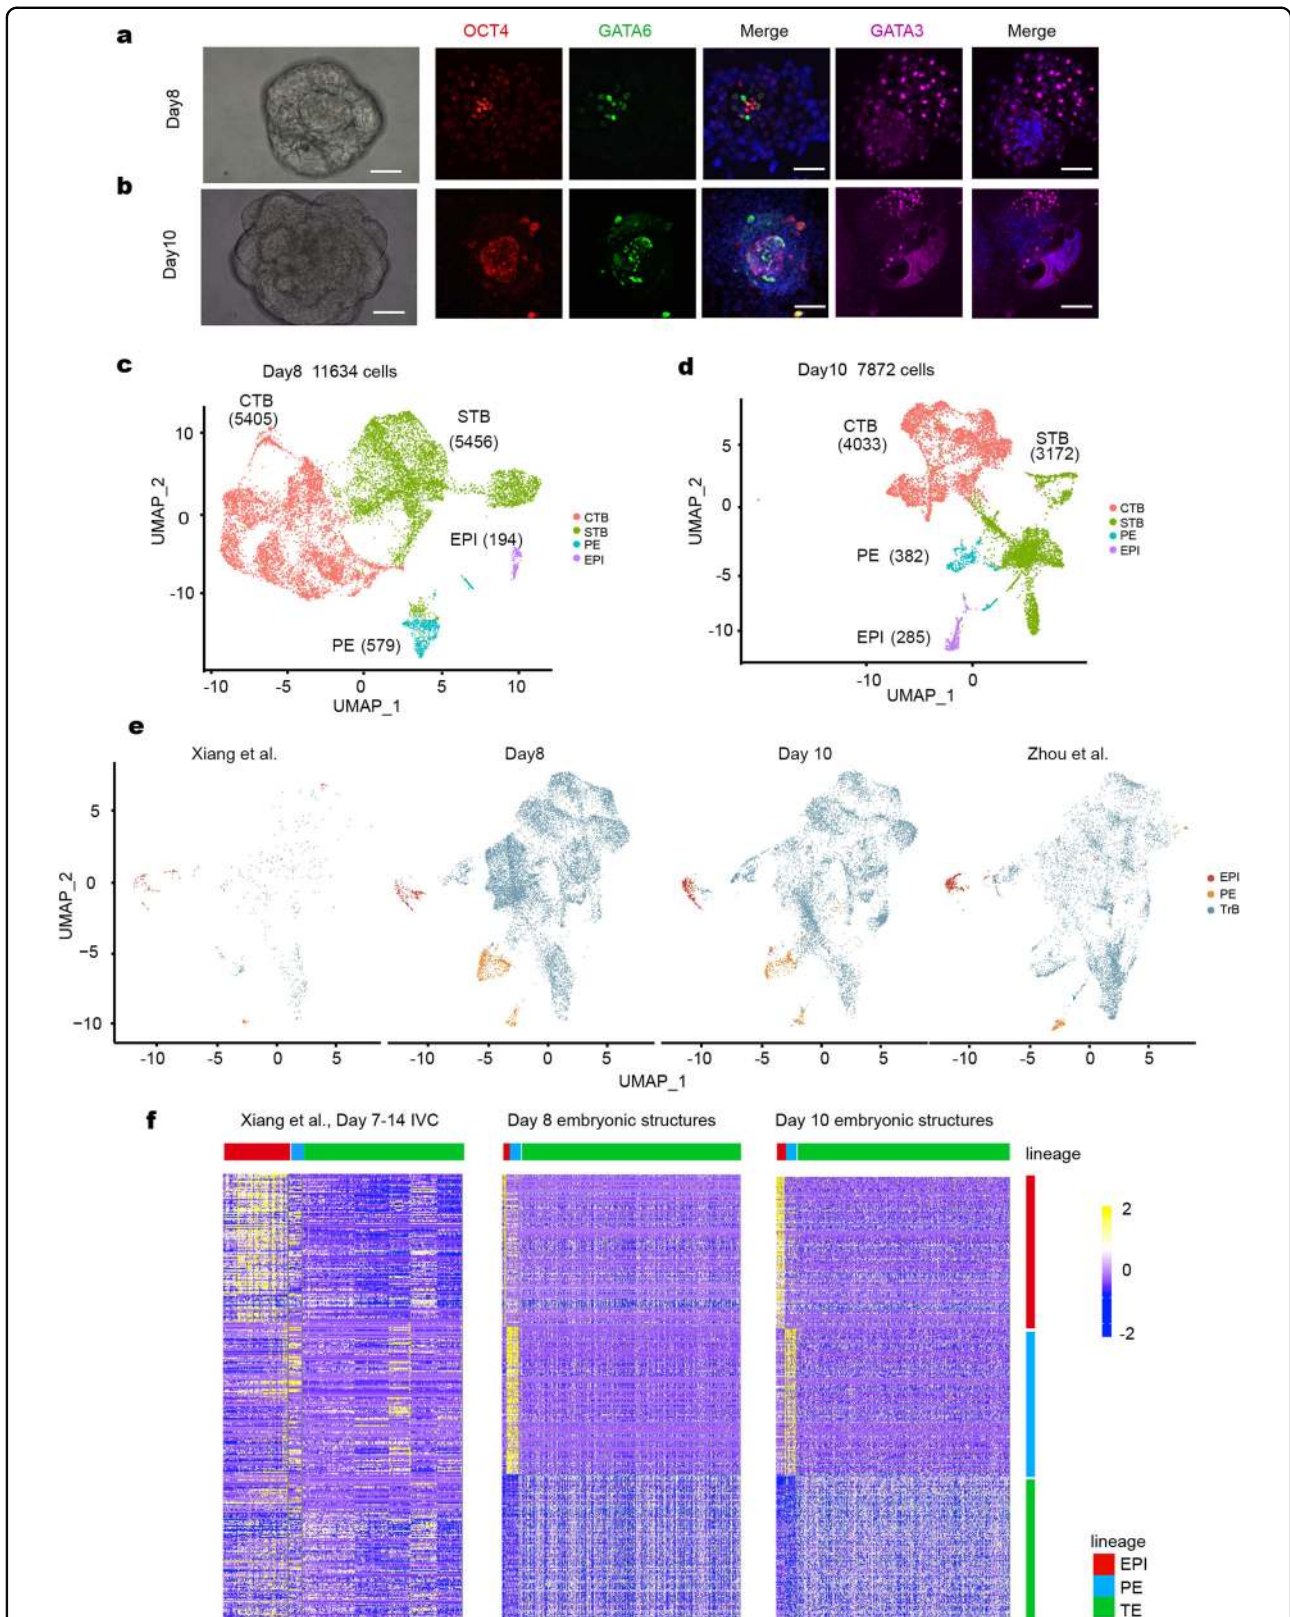 a
OCT4 GATA6 Merge GATA3 Merge
Day8
b
Day10
c
Day8 11634 cells
CTB
(5405)
STB
(5456)
EPI (194)
PE (579)
10
0
-10
UMAP_2
-10 -5 0 5 10
UMAP_1
CTB
STB
PE
EPI
d
Day10 7872 cells
CTB
(4033)
STB
(3172)
PE (382)
EPI (285)
5
0
-5
-10
UMAP_2
-10 0
UMAP_1
CTB
STB
PE
EPI
e
Xiang et al. Day8 Day 10 Zhou et al.
5
0
−5
−10
UMAP_2
-10 -5 0 5 -10 -5 0 5 -10 -5 0 5 -10 -5 0 5
UMAP_1
EPI
PE
TrB
f
Xiang et al., Day 7-14 IVC Day 8 embryonic structures Day 10 embryonic structures
lineage
2
0
-2
lineage
EPI
PE
TE